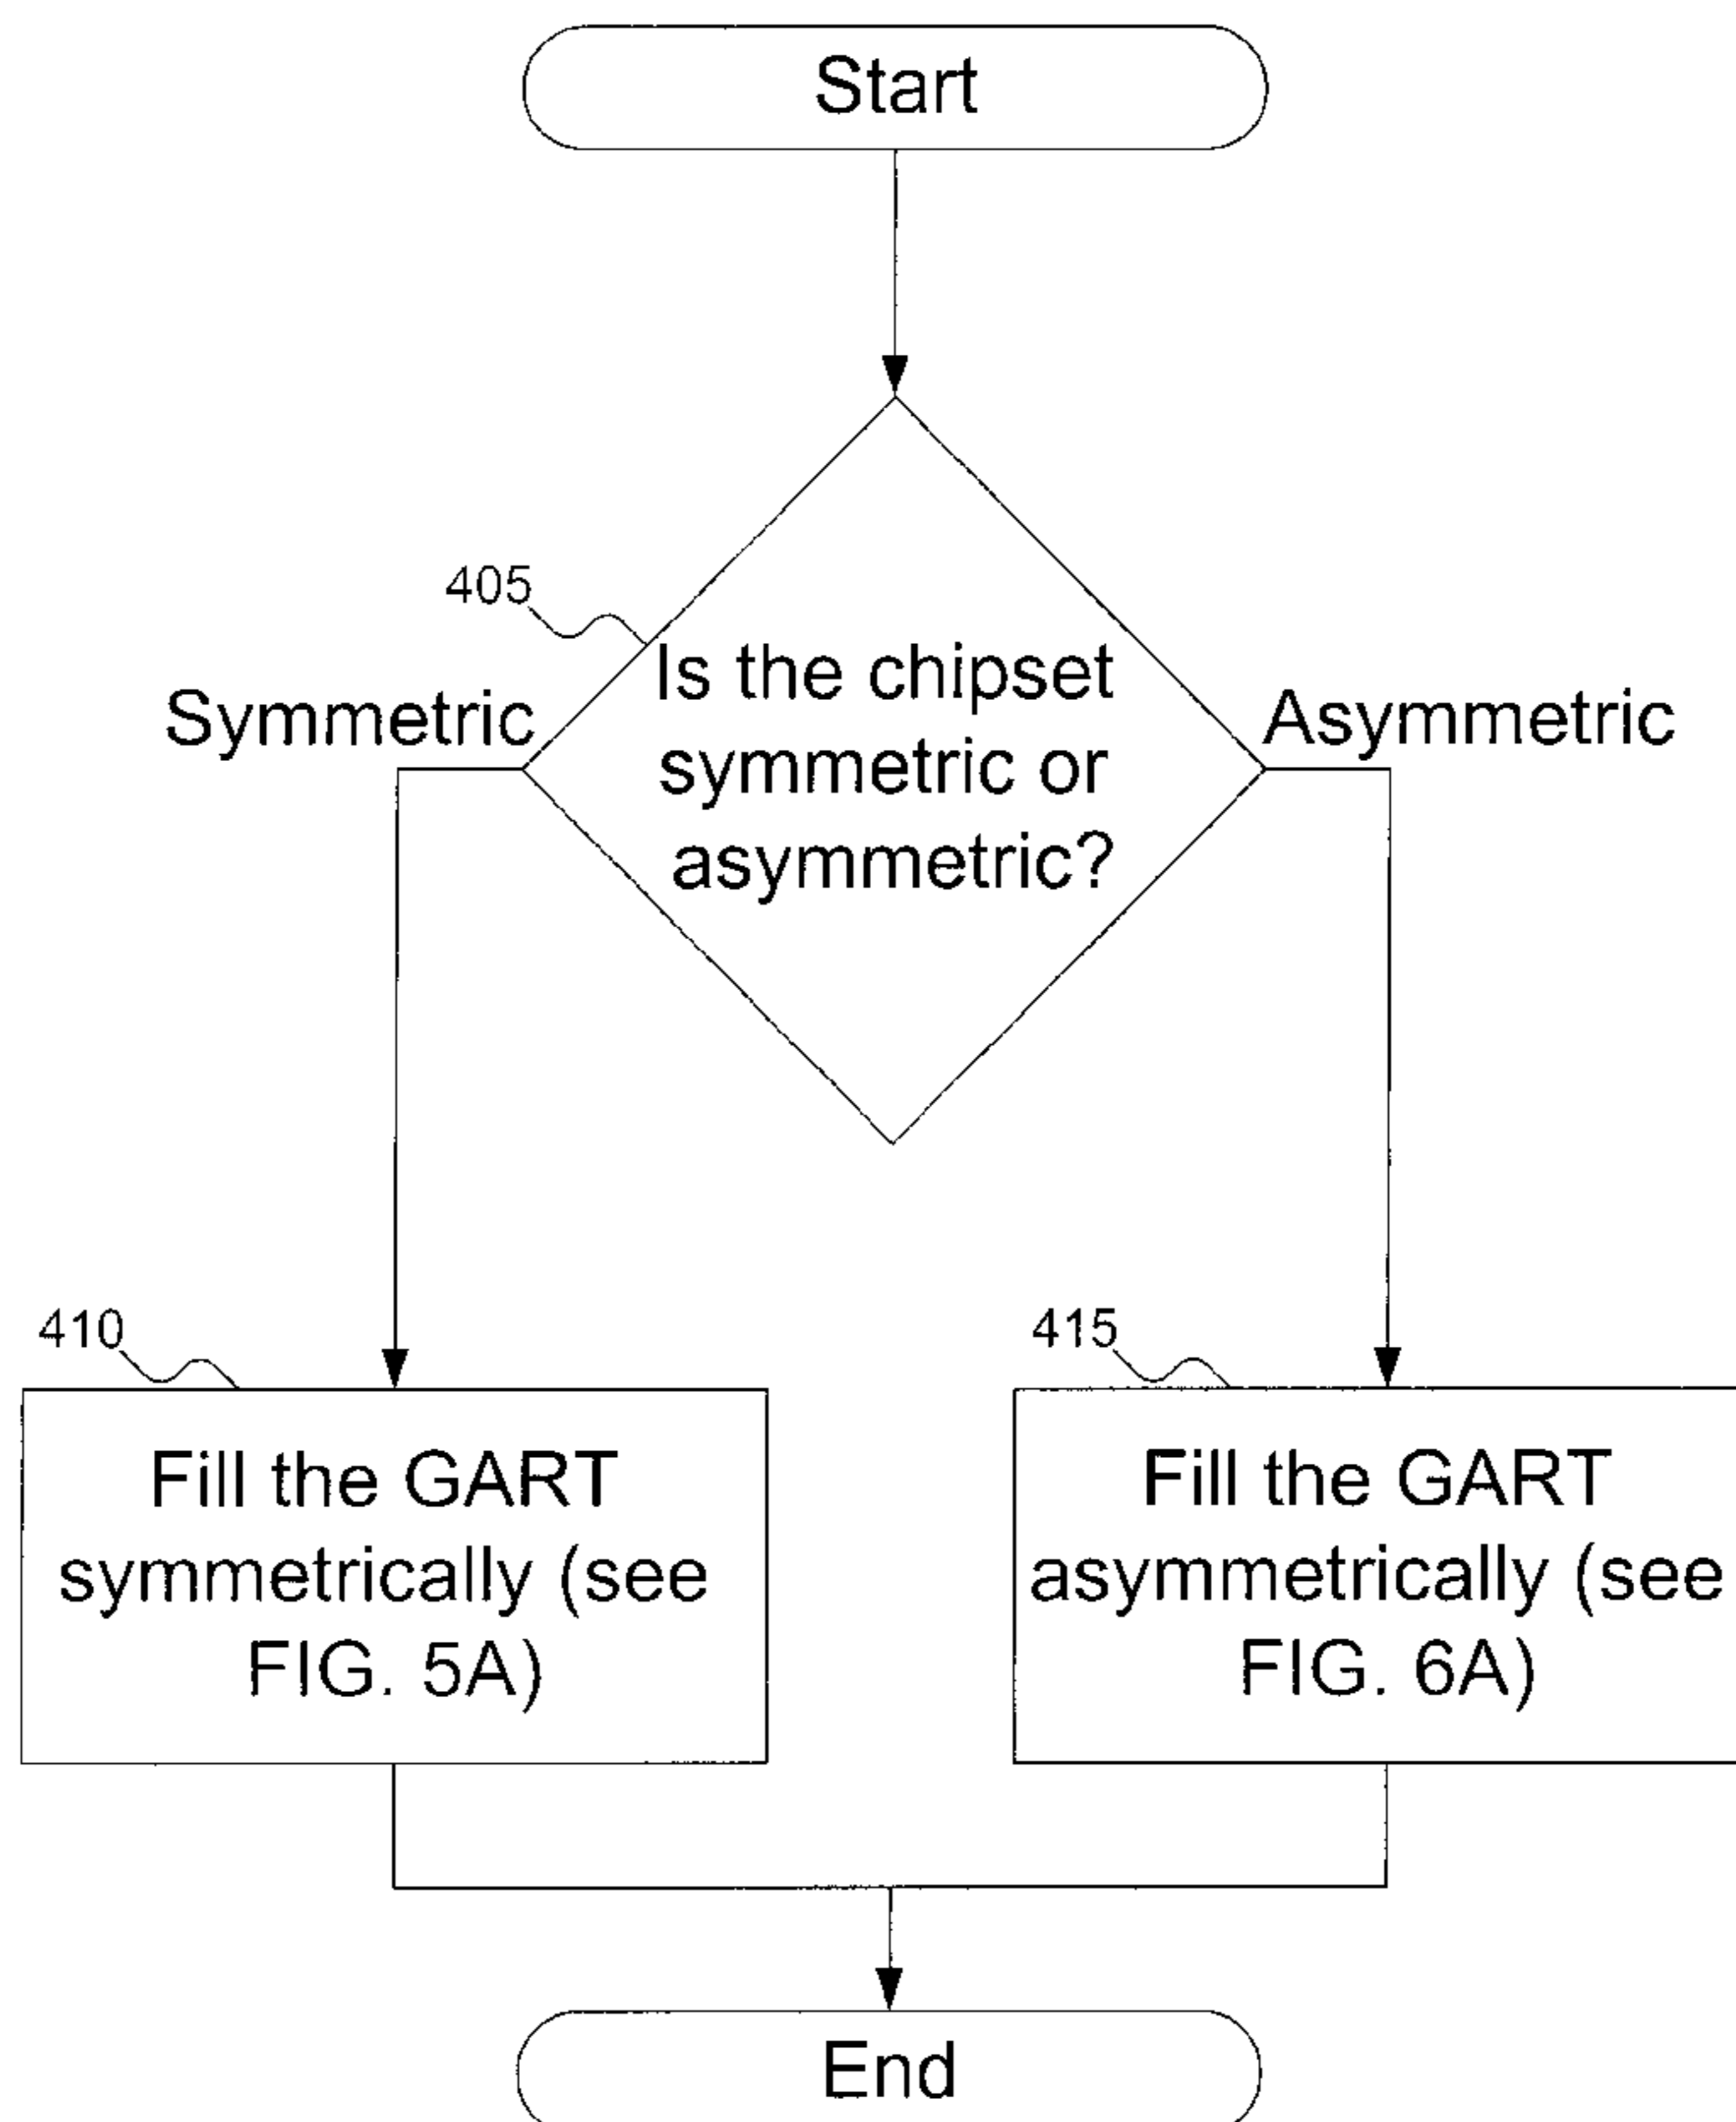 Start
405
Is the chipset
symmetric or
asymmetric?
Symmetric
Asymmetric
410
Fill the GART
symmetrically (see
FIG. 5A)
415
Fill the GART
asymmetrically (see
FIG. 6A)
End